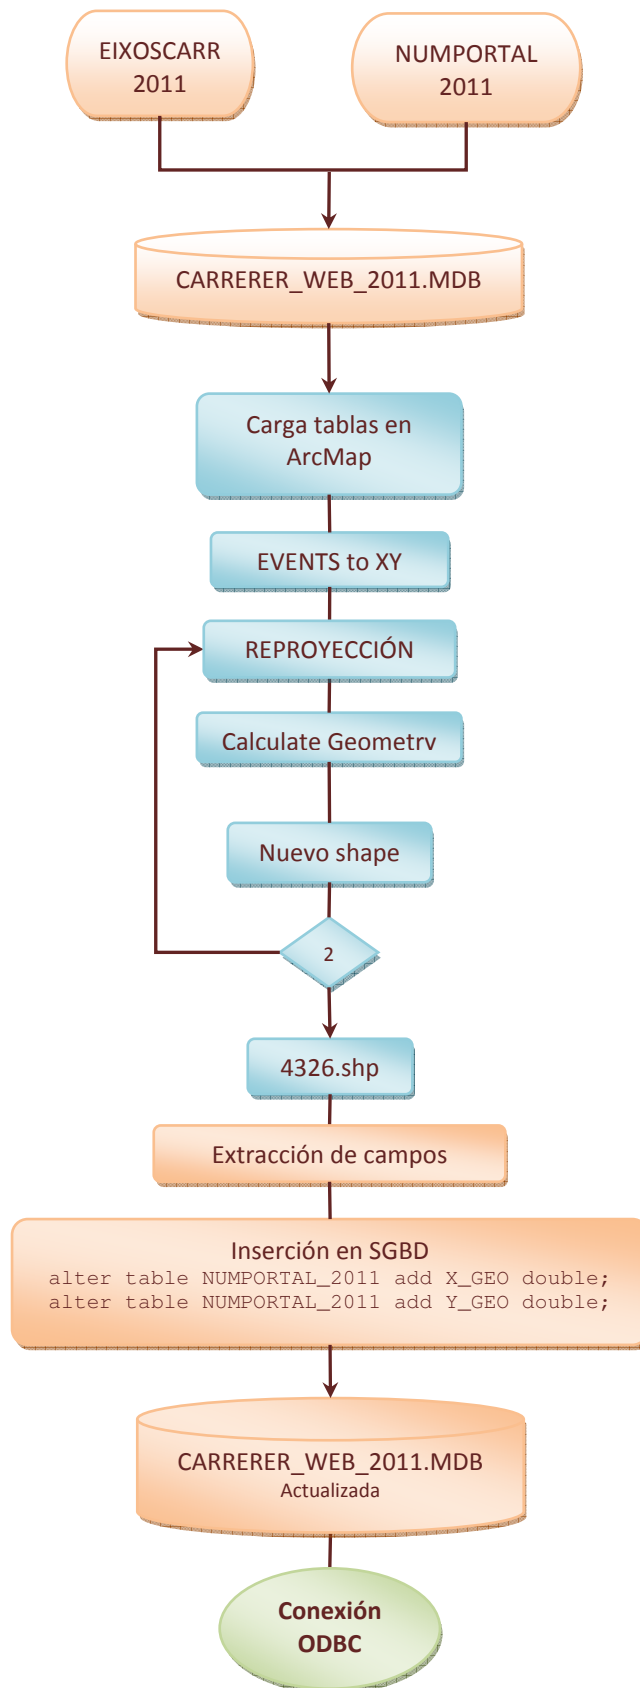 EIXOSCARR
2011
NUMPORTAL
2011
CARRERER_WEB_2011.MDB
Carga tablas en
ArcMap
EVENTS to XY
REPROYECCIÓN
Calculate Geometry
Nuevo shape
2
4326.shp
Extracción de campos
Inserción en SGBD
alter table NUMPORTAL_2011 add X_GEO double;
alter table NUMPORTAL_2011 add Y_GEO double;
CARRERER_WEB_2011.MDB
Actualizada
Conexión
ODBC